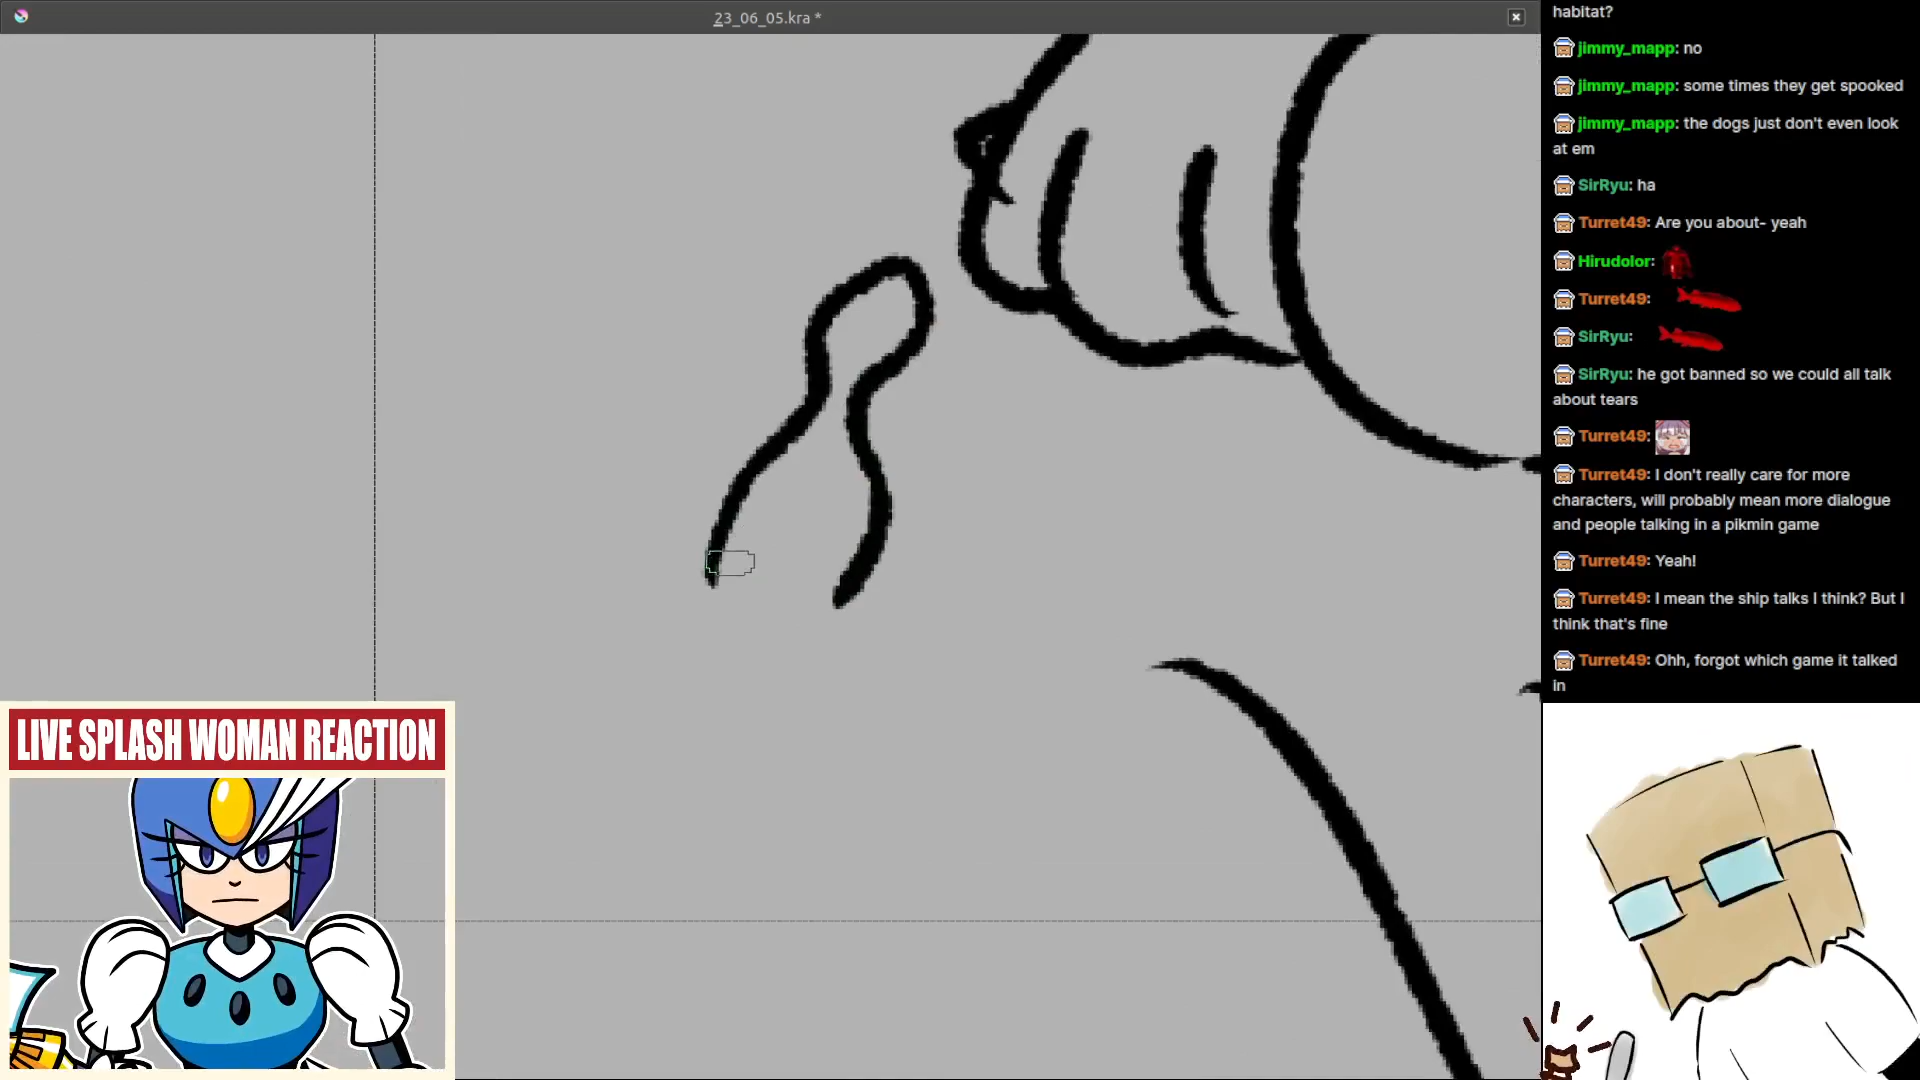 23_06_05.kra *
habitat?
jimmy_mapp: no
jimmy_mapp: some times they get spooked
jimmy_mapp: the dogs just don't even look
at em
SirRyu: ha
Turret49: Are you about- yeah
Hirudolor:
Turret49:
SirRyu:
SirRyu: he got banned so we could all talk
about tears
Turret49:
Turret49: I don't really care for more
characters, will probably mean more dialogue
and people talking in a pikmin game
Turret49: Yeah!
Turret49: I mean the ship talks I think? But I
think that's fine
Turret49: Ohh, forgot which game it talked
in
LIVE SPLASH WOMAN REACTION